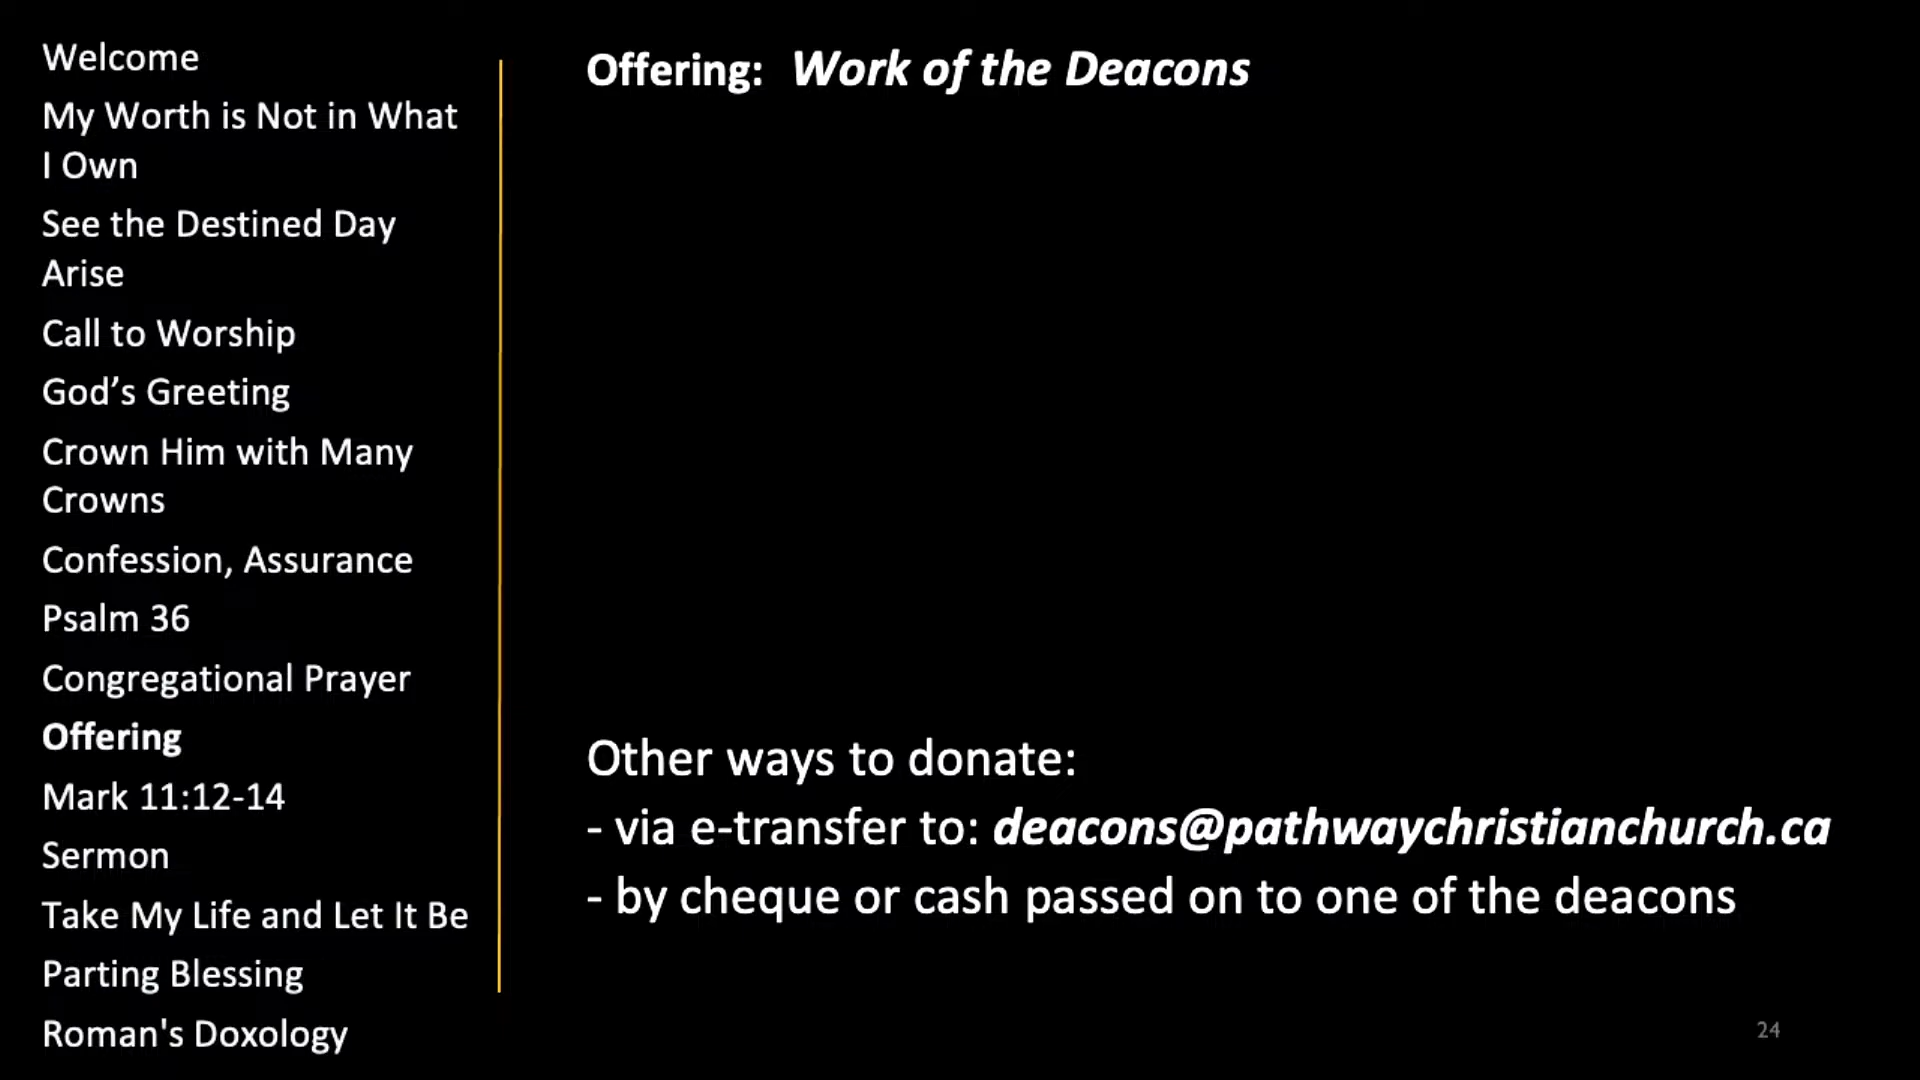 Welcome
My Worth is Not in What
I Own
See the Destined Day
Arise
Call to Worship
God’s Greeting
Crown Him with Many
Crowns
Confession, Assurance
Psalm 36
Congregational Prayer
Offering
Mark 11:12-14
Sermon
Take My Life and Let It Be
Parting Blessing
Roman's Doxology
Offering: Work of the Deacons
Other ways to donate:
- via e-transfer to: deacons@pathwaychristianchurch.ca
- by cheque or cash passed on to one of the deacons
24